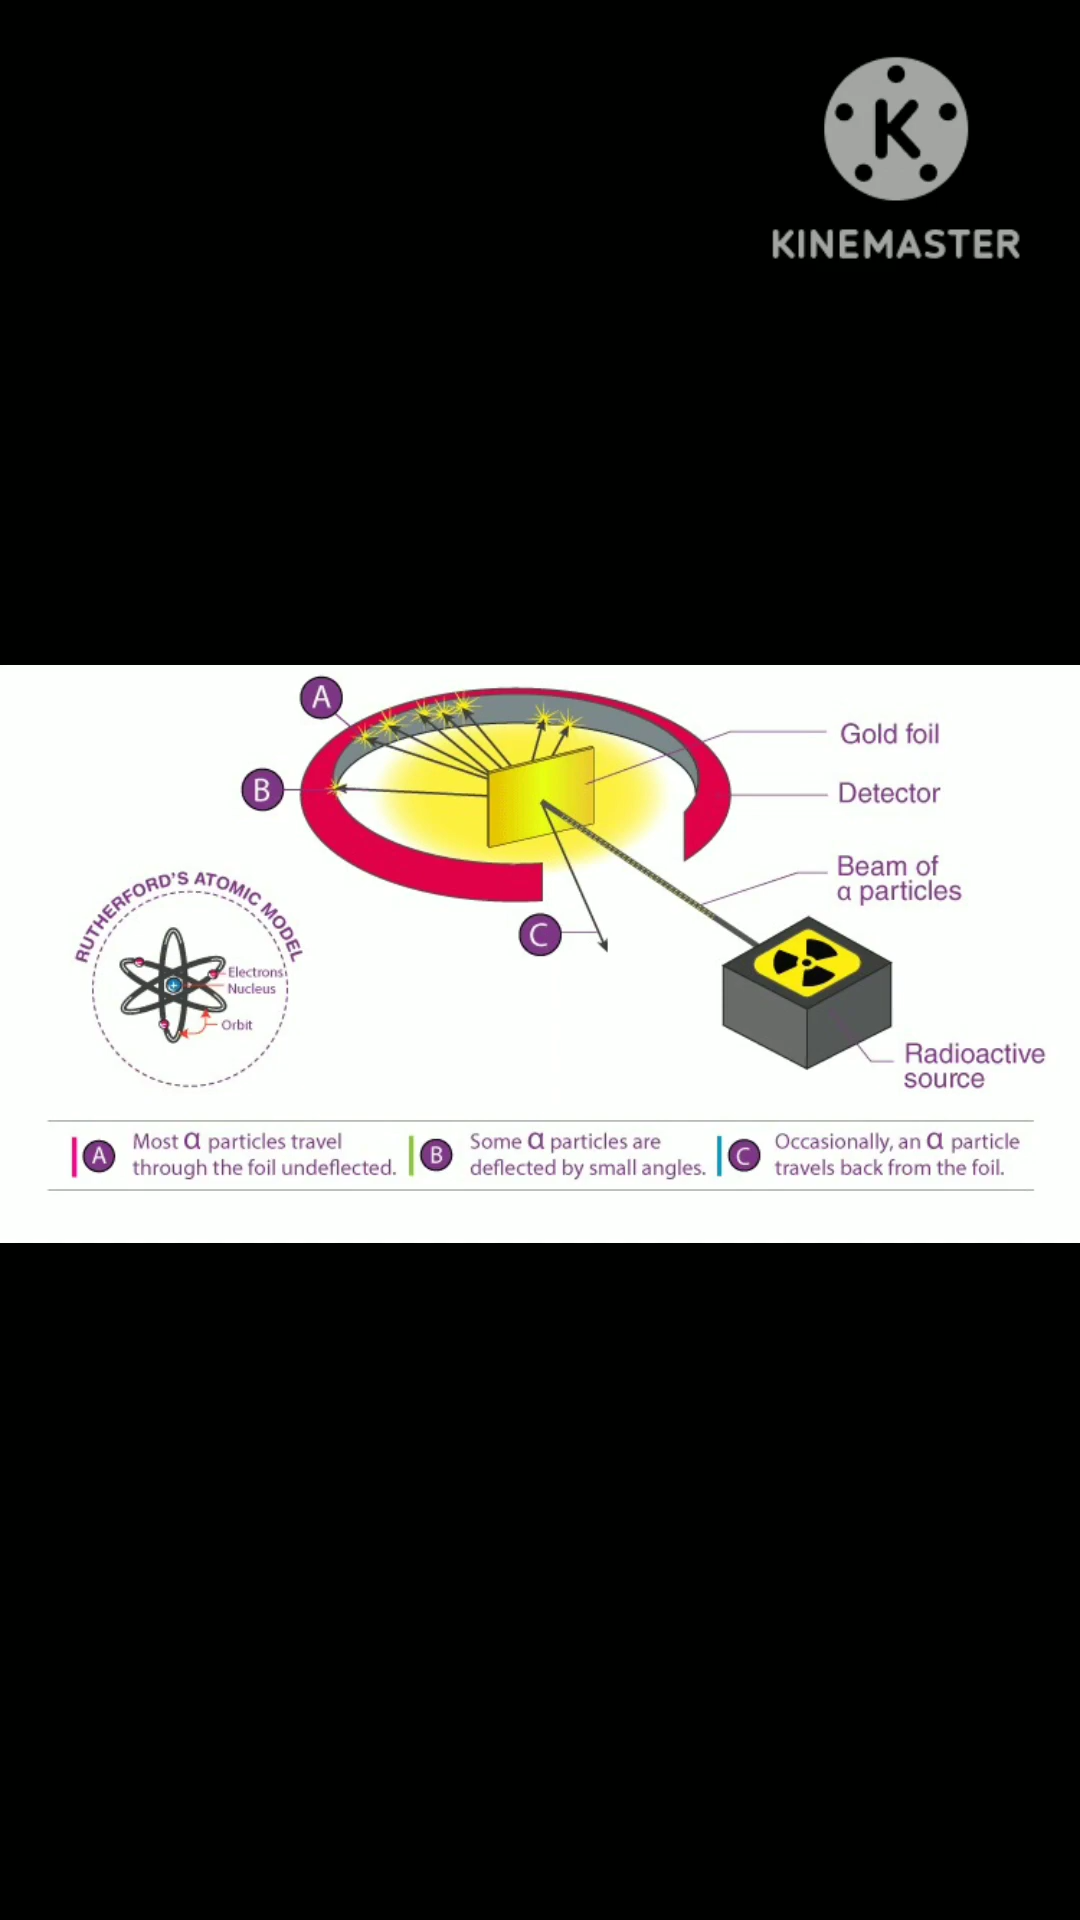 K
KINEMASTER
A
Gold foil
B
Detector
Beam of
α particles
RUTHERFORD'S ATOMIC MODEL
C
Electrons
Nucleus
+
Orbit
Radioactive
source
A Most α particles travel
through the foil undeflected.
B Some α particles are
deflected by small angles.
C Occasionally, an α particle
travels back from the foil.